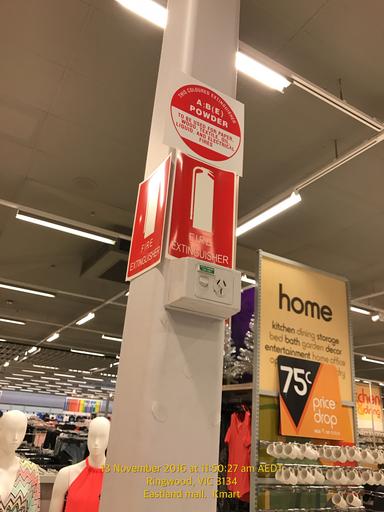 THIS COLOURED EXTINGUISHER
A:B(E)
POWDER
TO BE USED FOR PAPER,
WOOD, TEXTILE, FLAM.
LIQUID, AND ELECTRICAL
FIRES
FIRE
EXTINGUISHER
FIRE
EXTINGUISHER
home
kitchen dining storage
bed bath garden decor
entertainment home office
75c
price
drop
13 November 2016 at 11:50:27 am AEDT
Ringwood, VIC 3134
Eastland mall. Kmart